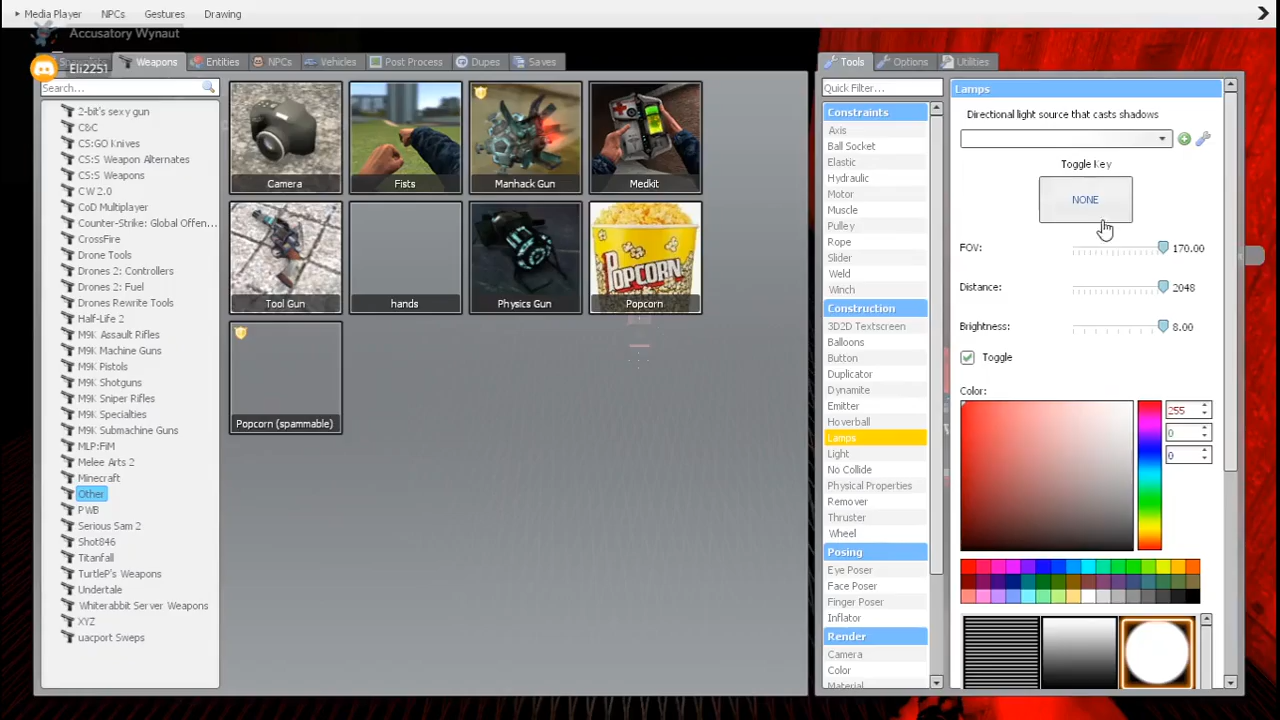 Media Player NPCs Gestures Drawing
Accusatory Wynaut
Eli2251
Weapons Entities NPCs Vehicles Post Process Dupes Saves
Search...
2-bit's sexy gun
C&C
CS:GO Knives
CS:S Weapon Alternates
CS:S Weapons
CW 2.0
CoD Multiplayer
Counter-Strike: Global Offen...
CrossFire
Drone Tools
Drones 2: Controllers
Drones 2: Fuel
Drones Rewrite Tools
Half-Life 2
M9K Assault Rifles
M9K Machine Guns
M9K Pistols
M9K Shotguns
M9K Sniper Rifles
M9K Specialties
M9K Submachine Guns
MLP:FiM
Melee Arts 2
Minecraft
Other
PWB
Serious Sam 2
Shot846
Titanfall
TurtleP's Weapons
Undertale
Whiterabbit Server Weapons
XYZ
uacport Sweps
Camera
Fists
Manhack Gun
Medkit
Tool Gun
hands
Physics Gun
POPCORN
Popcorn
Popcorn (spammable)
Tools Options Utilities
Quick Filter...
Constraints
Axis
Ball Socket
Elastic
Hydraulic
Motor
Muscle
Pulley
Rope
Slider
Weld
Winch
Construction
3D2D Textscreen
Balloons
Button
Duplicator
Dynamite
Emitter
Hoverball
Lamps
Light
No Collide
Physical Properties
Remover
Thruster
Wheel
Posing
Eye Poser
Face Poser
Finger Poser
Inflator
Render
Camera
Color
Material
Lamps
Directional light source that casts shadows
Toggle Key
NONE
FOV: 170.00
Distance: 2048
Brightness: 8.00
Toggle
Color:
255
0
0